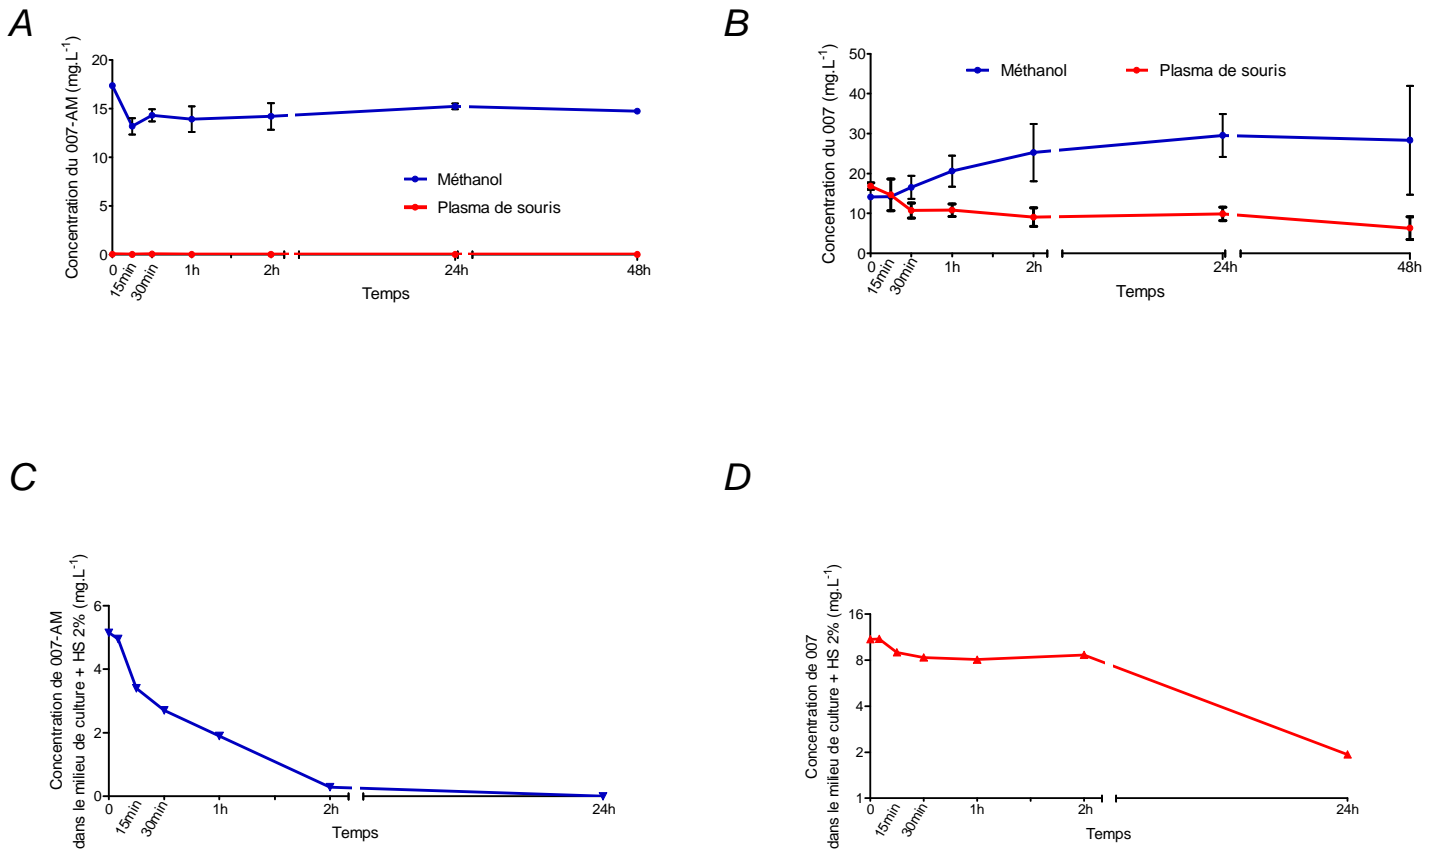 A
Concentration du 007-AM (mg.L-1)
20
15
10
5
0
Méthanol
Plasma de souris
0 15min 30min 1h 2h 24h 48h
Temps
B
Concentration du 007 (mg.L-1)
50
40
30
20
10
0
Méthanol Plasma de souris
0 15min 30min 1h 2h 24h 48h
Temps
C
Concentration de 007-AM
dans le milieu de culture + HS 2% (mg.L-1)
6
4
2
0
0 15min 30min 1h 2h 24h
Temps
D
Concentration de 007
dans le milieu de culture + HS 2% (mg.L-1)
16
8
4
2
1
0 15min 30min 1h 2h 24h
Temps